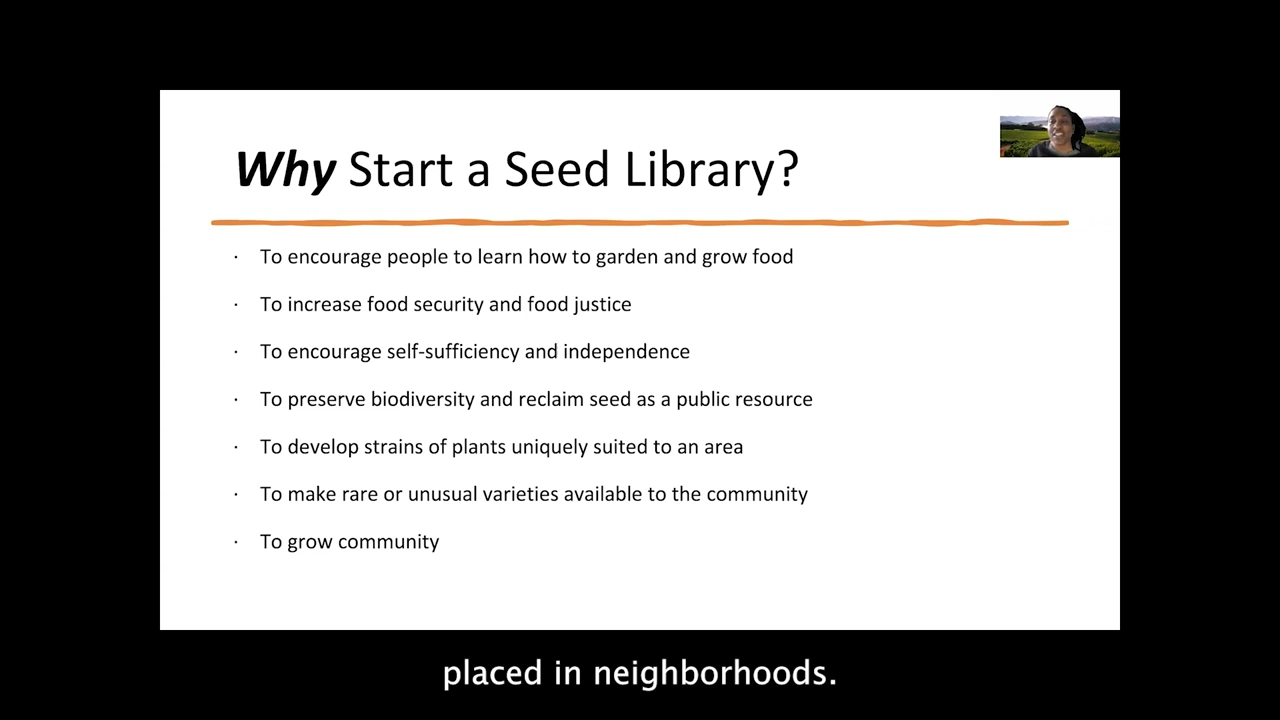 Why Start a Seed Library?
· To encourage people to learn how to garden and grow food
· To increase food security and food justice
· To encourage self-sufficiency and independence
· To preserve biodiversity and reclaim seed as a public resource
· To develop strains of plants uniquely suited to an area
· To make rare or unusual varieties available to the community
· To grow community
placed in neighborhoods.